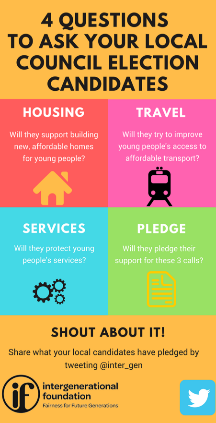 4 QUESTIONS
TO ASK YOUR LOCAL
COUNCIL ELECTION
CANDIDATES
HOUSING
Will they support building
new, affordable homes
for young people?
TRAVEL
Will they try to improve
young people's access to
affordable transport?
SERVICES
Will they protect young
people's services?
PLEDGE
Will they pledge their
support for these 3 calls?
SHOUT ABOUT IT!
Share what your local candidates have pledged by
tweeting @inter_gen
if
intergenerational
foundation
Fairness for Future Generations